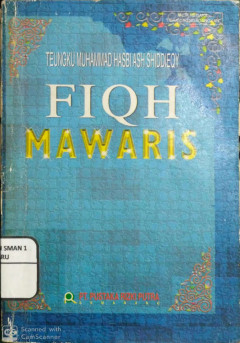 TEUNGKU MUHAMMAD HASBI ASH SHIDDIEQY
FIQH
MAWARIS
SMAN 1
Scanned with
CamScanner